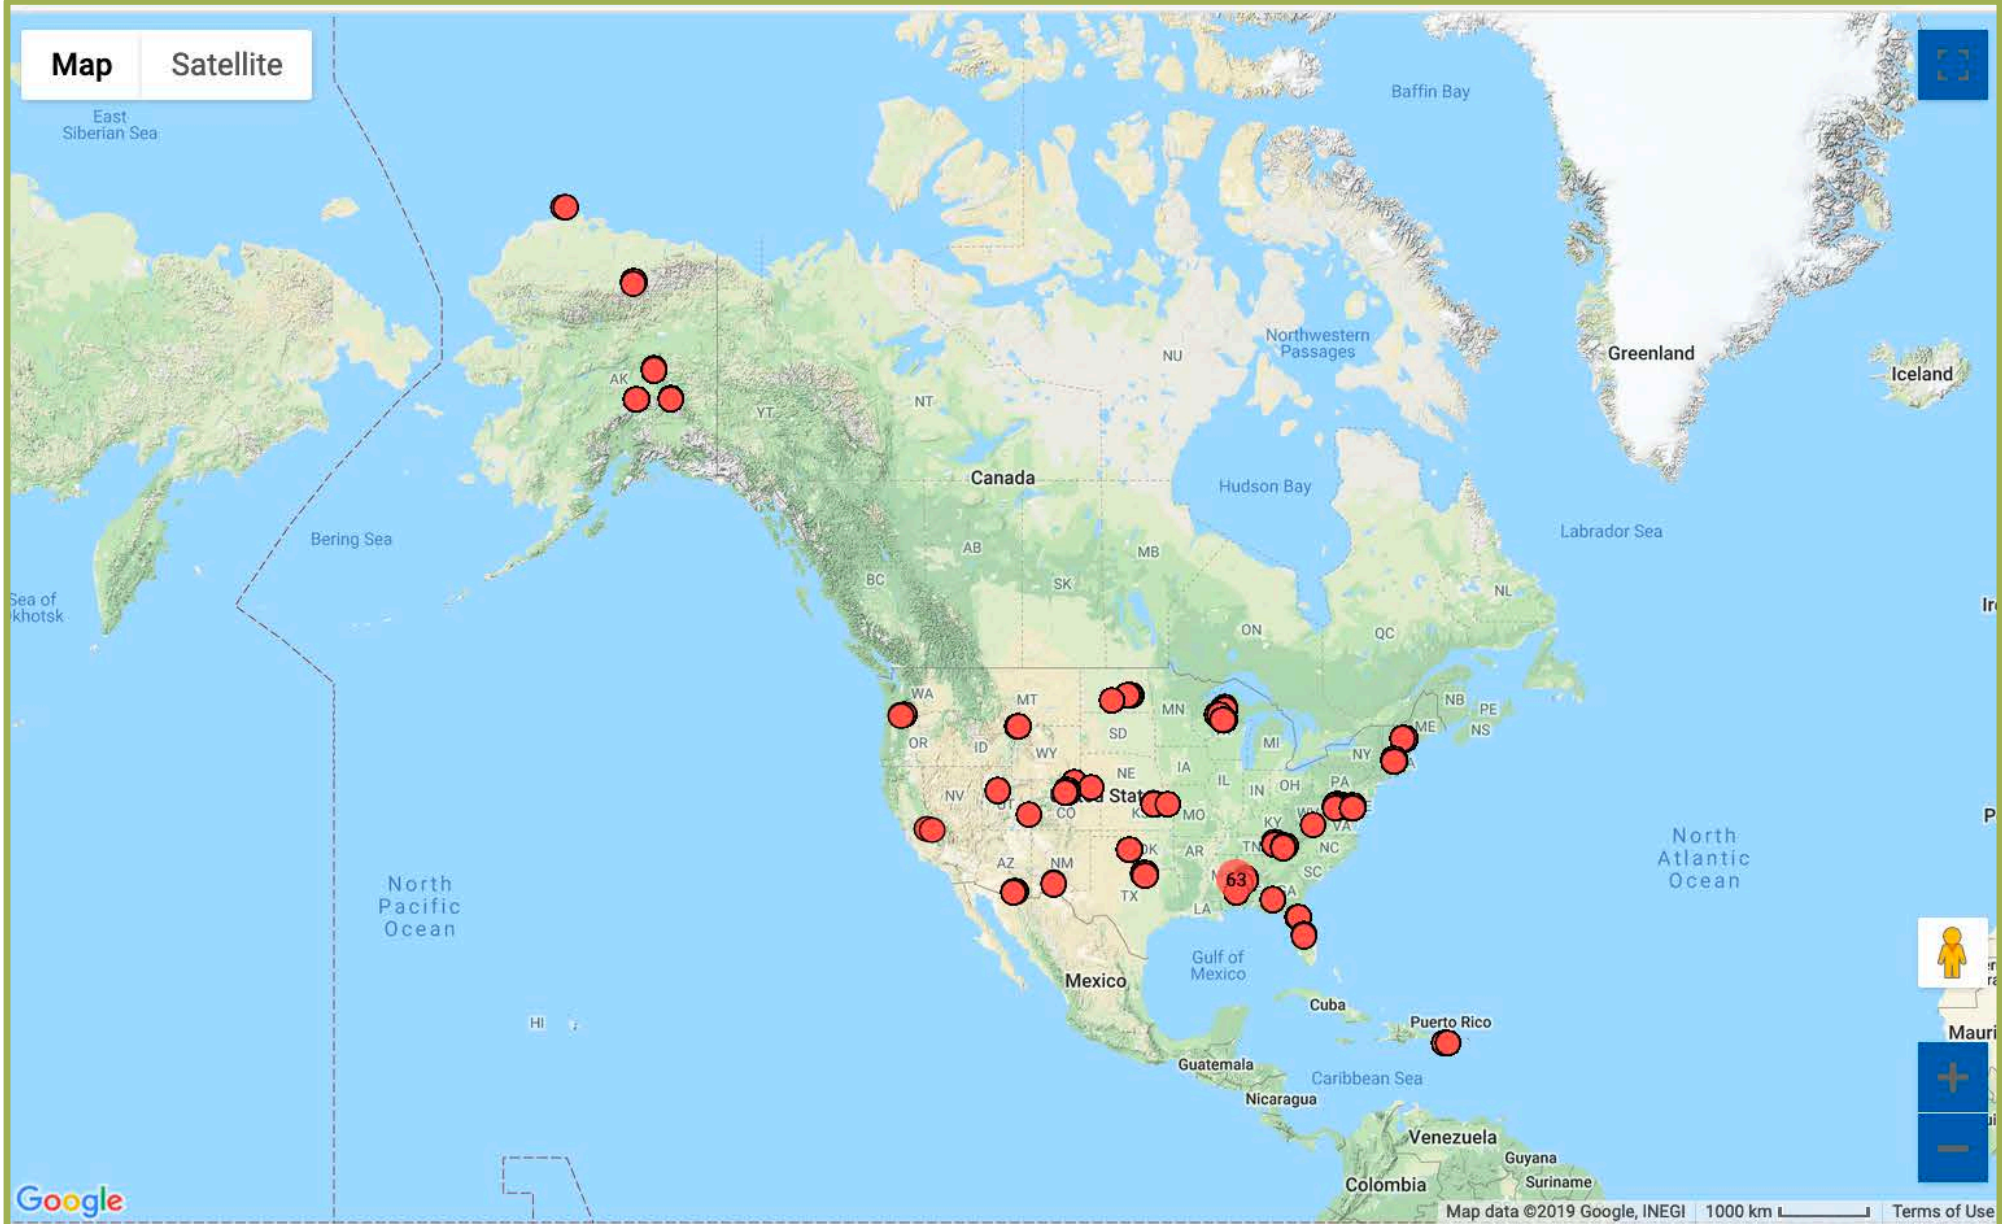 Map
Satellite
East
Siberian Sea
Baffin Bay
Northwestern
Passages
NU
Greenland
Iceland
AK
YT
NT
Canada
Hudson Bay
Labrador Sea
Bering Sea
AB
MB
BC
SK
NL
Sea of
khotsk
ON
QC
WA
MT
NB
PE
MN
ME
NS
OR
ID
SD
WY
MI
NY
NE
IA
IL
IN
OH
PA
NV
UT
CO
MO
KY
VA
North
Atlantic
Ocean
AZ
NM
OK
AR
TN
NC
SC
63
TX
LA
North
Pacific
Ocean
Gulf of
Mexico
Mexico
HI
Cuba
Puerto Rico
Mauri
Guatemala
Caribbean Sea
Nicaragua
Venezuela
Guyana
Suriname
Colombia
Google
Map data ©2019 Google, INEGI
1000 km
Terms of Use